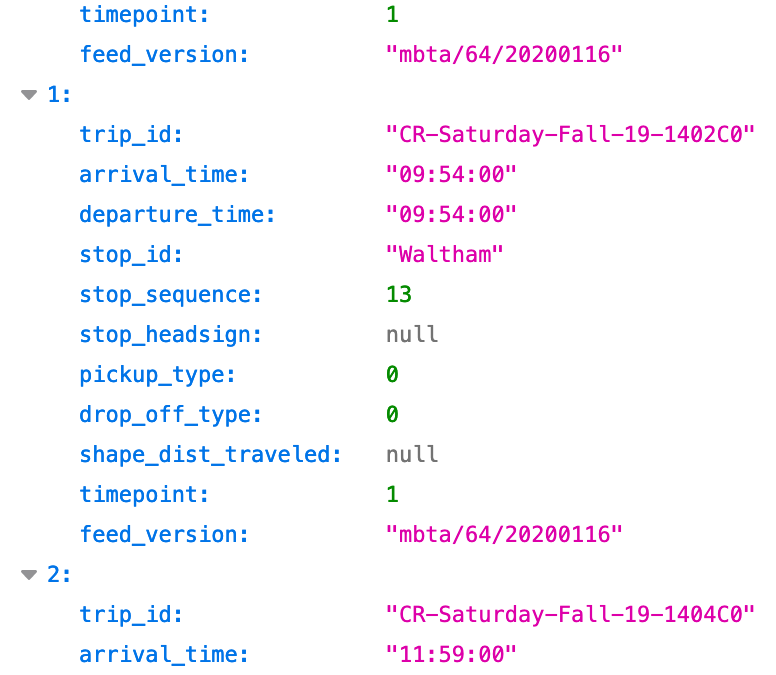 timepoint: 1
feed_version: "mbta/64/20200116"
1:
trip_id: "CR-Saturday-Fall-19-1402C0"
arrival_time: "09:54:00"
departure_time: "09:54:00"
stop_id: "Waltham"
stop_sequence: 13
stop_headsign: null
pickup_type: 0
drop_off_type: 0
shape_dist_traveled: null
timepoint: 1
feed_version: "mbta/64/20200116"
2:
trip_id: "CR-Saturday-Fall-19-1404C0"
arrival_time: "11:59:00"